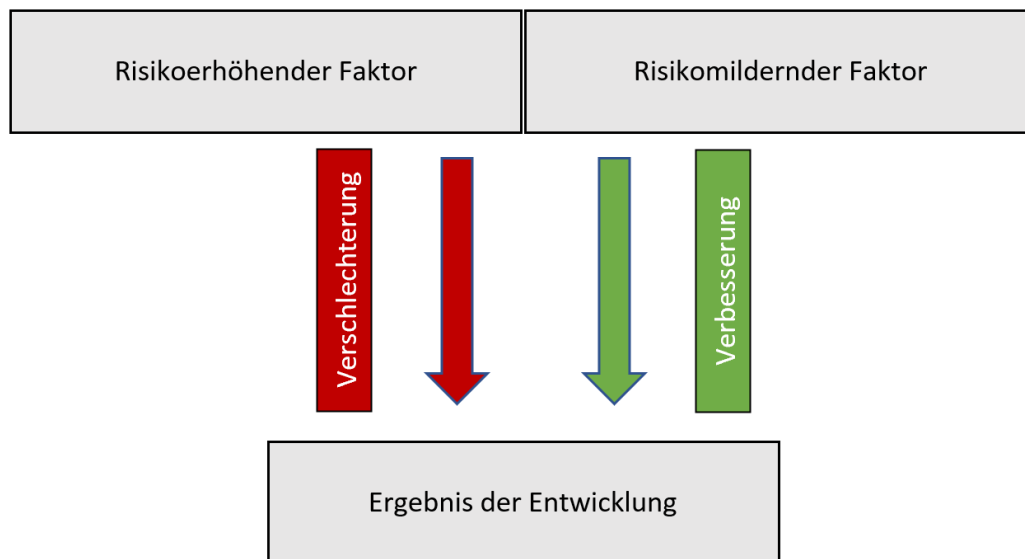 Risikoerhöhender Faktor
Risikomildernder Faktor
Verschlechterung
Verbesserung
Ergebnis der Entwicklung